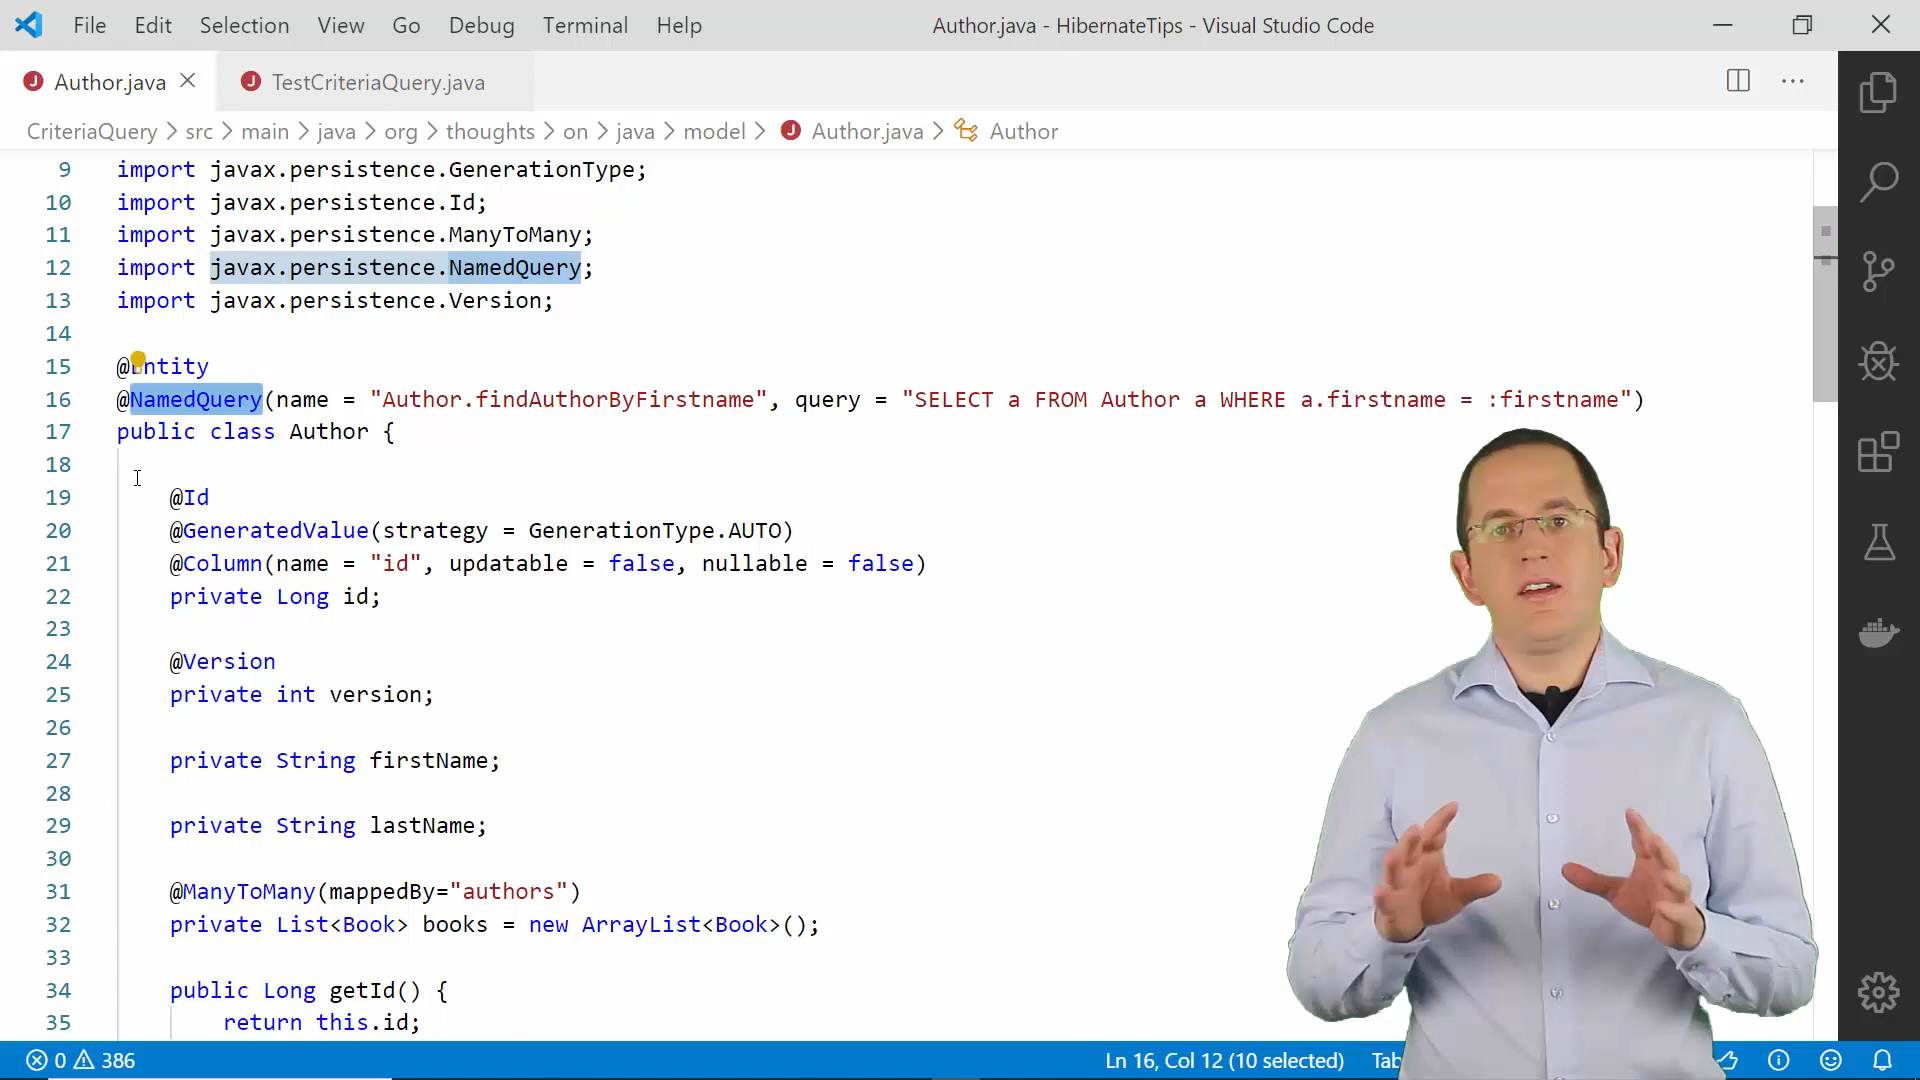 File Edit Selection View Go Debug Terminal Help Author.java - HibernateTips - Visual Studio Code
Author.java TestCriteriaQuery.java
CriteriaQuery > src > main > java > org > thoughts > on > java > model > Author.java > Author
9 import javax.persistence.GenerationType;
10 import javax.persistence.Id;
11 import javax.persistence.ManyToMany;
12 import javax.persistence.NamedQuery;
13 import javax.persistence.Version;
14
15 @Entity
16 @NamedQuery(name = "Author.findAuthorByFirstname", query = "SELECT a FROM Author a WHERE a.firstname = :firstname")
17 public class Author {
18
19 @Id
20 @GeneratedValue(strategy = GenerationType.AUTO)
21 @Column(name = "id", updatable = false, nullable = false)
22 private Long id;
23
24 @Version
25 private int version;
26
27 private String firstName;
28
29 private String lastName;
30
31 @ManyToMany(mappedBy="authors")
32 private List<Book> books = new ArrayList<Book>();
33
34 public Long getId() {
35 return this.id;
0 386 Ln 16, Col 12 (10 selected) Tab